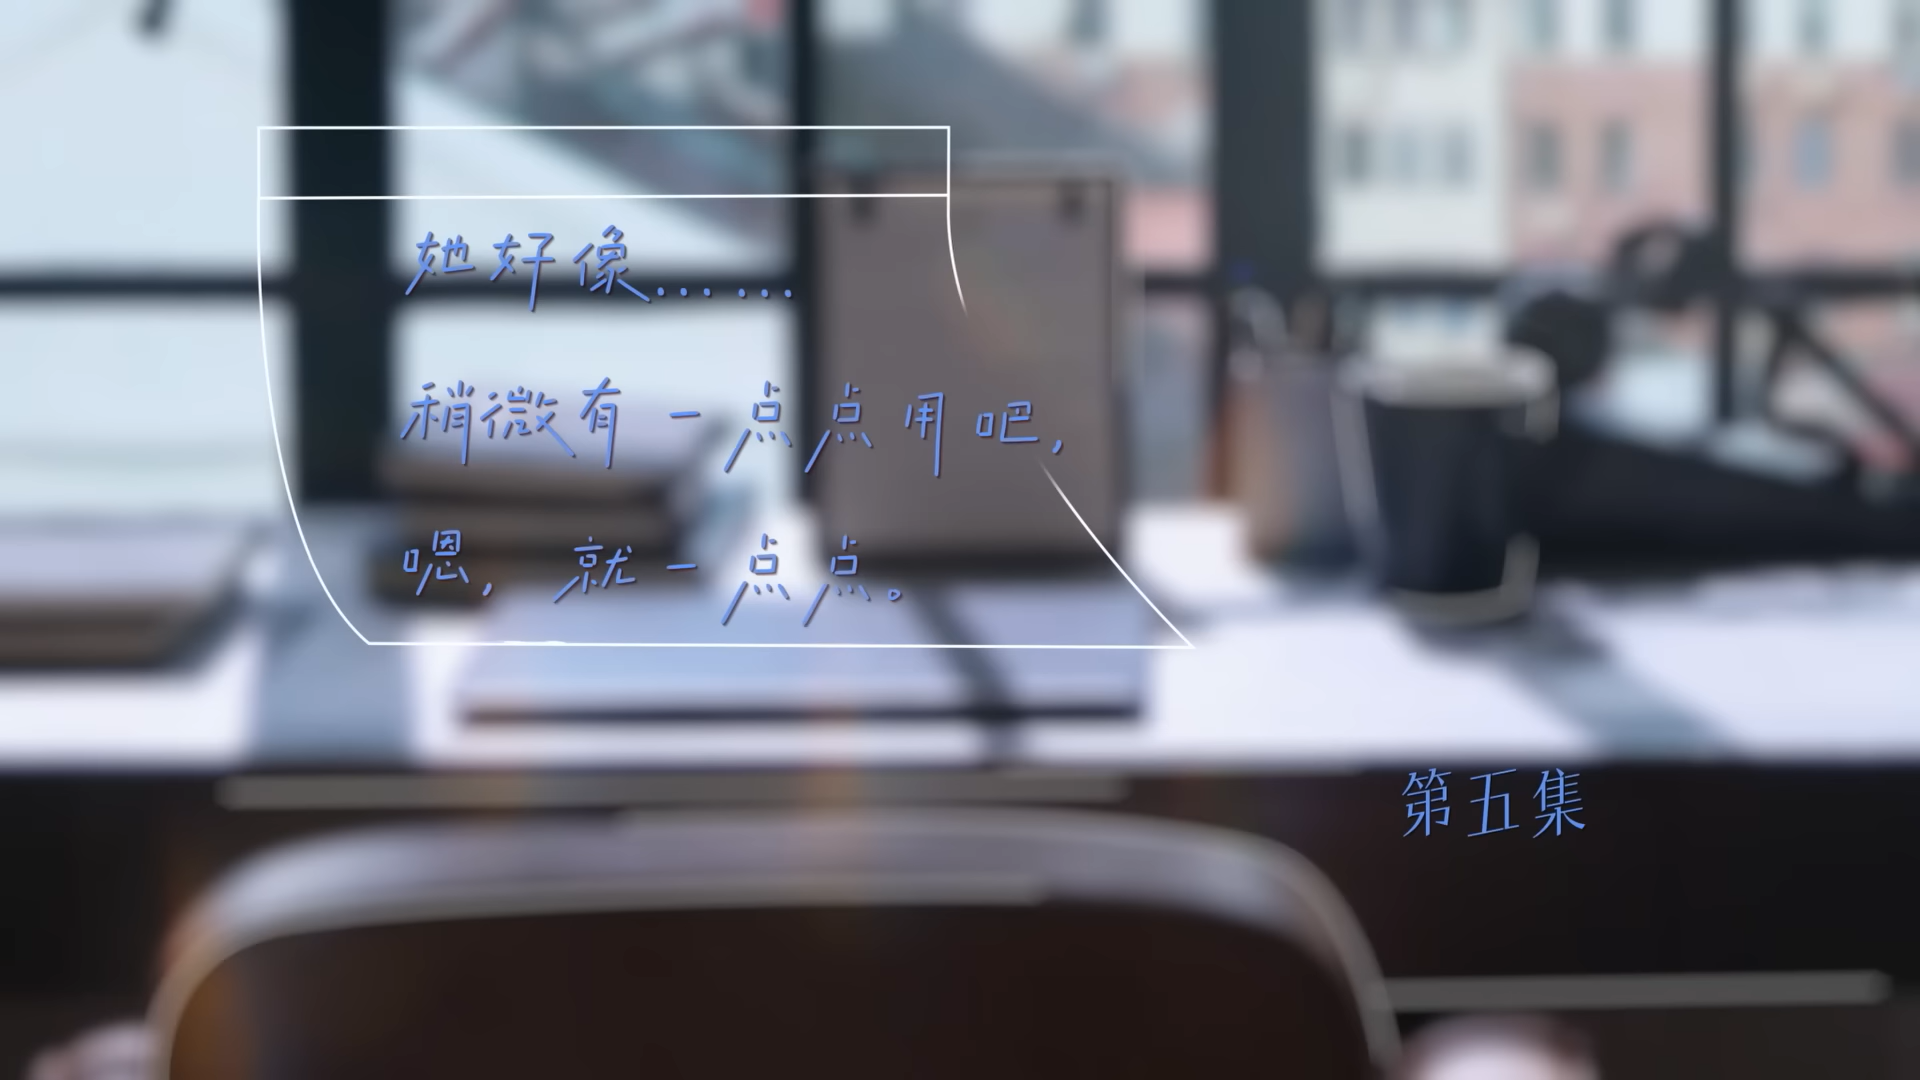 她好像……
稍微有一点点用吧，
嗯，就一点点。
第五集